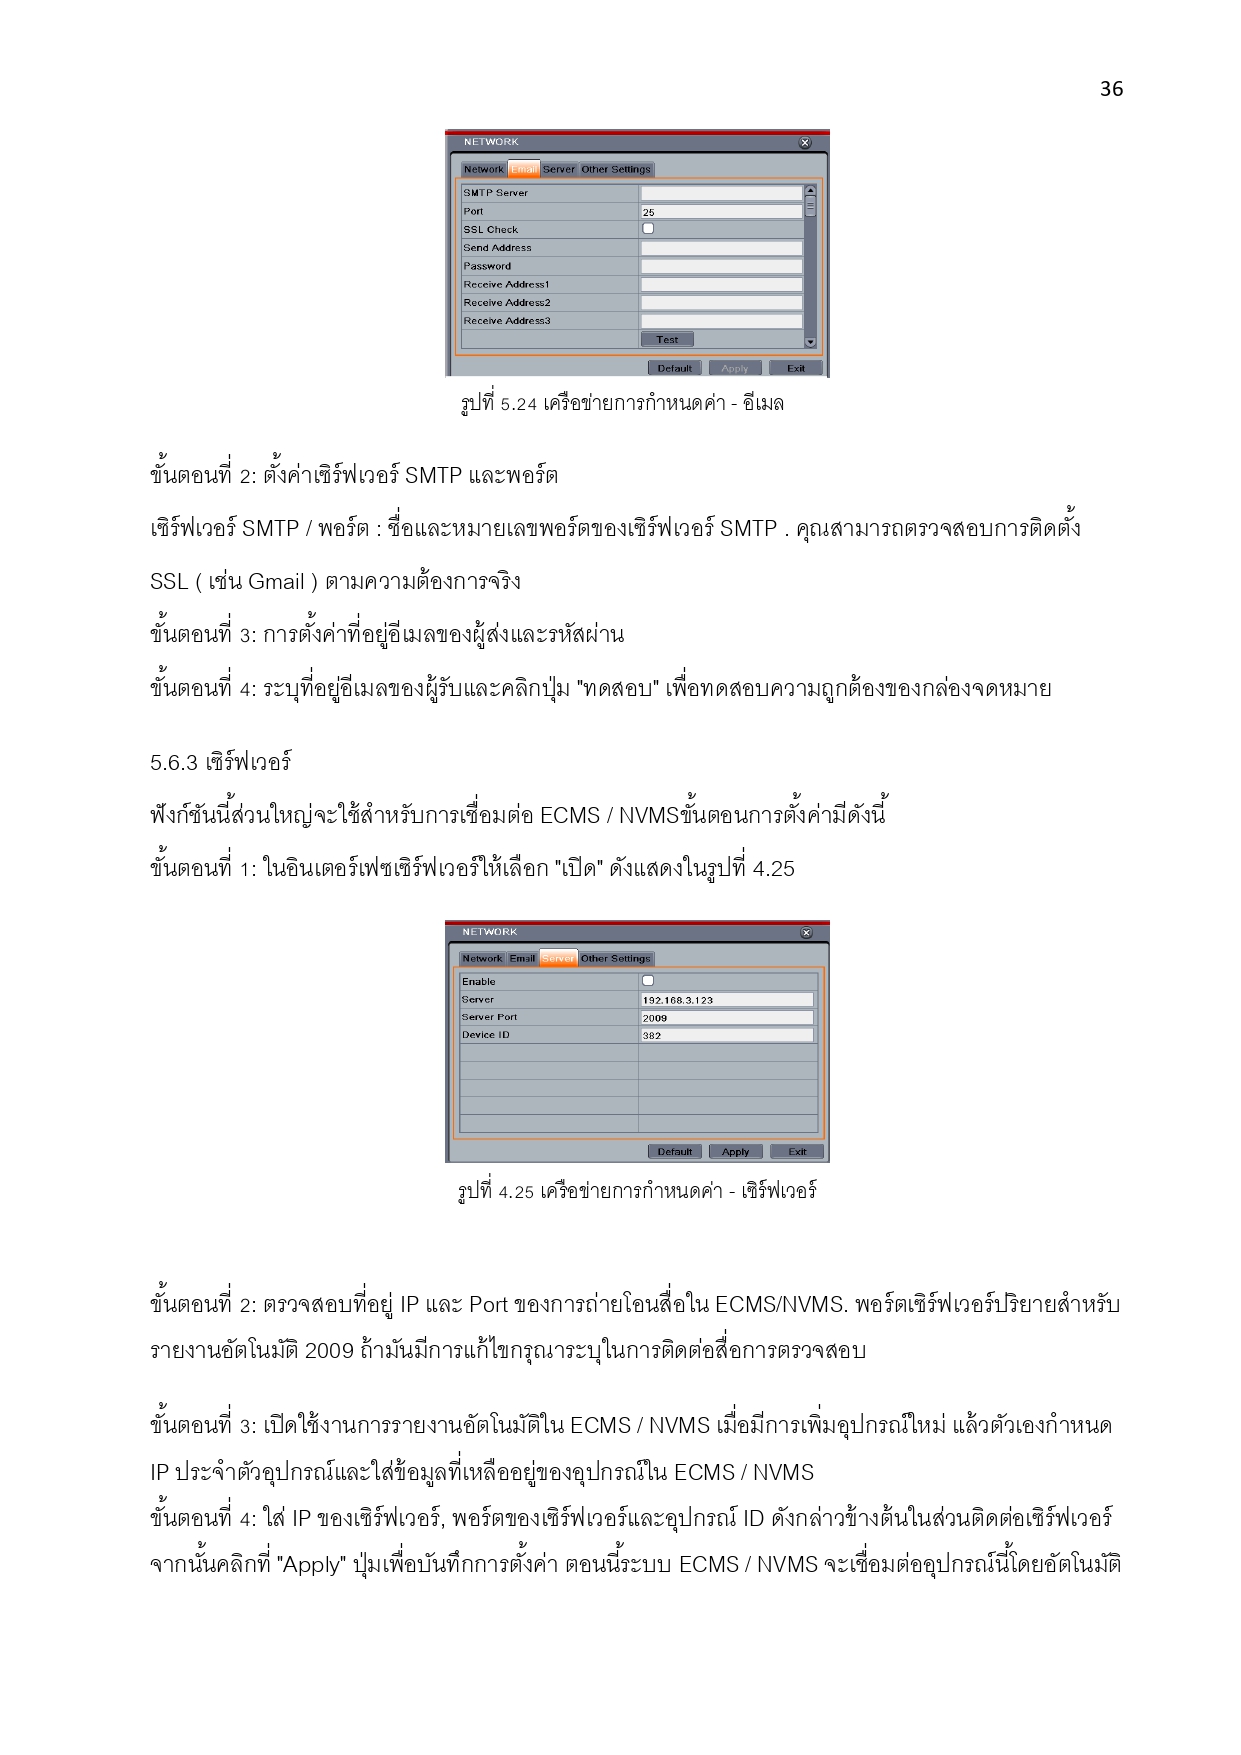 36
NETWORK
Network Email Server Other Settings
SMTP Server
Port 25
SSL Check
Send Address
Password
Receive Address1
Receive Address2
Receive Address3
Test
Default Apply Exit
รูปที่ 5.24 เครือข่ายการกำหนดค่า - อีเมล
ขั้นตอนที่ 2: ตั้งค่าเซิร์ฟเวอร์ SMTP และพอร์ต
เซิร์ฟเวอร์ SMTP / พอร์ต : ชื่อและหมายเลขพอร์ตของเซิร์ฟเวอร์ SMTP . คุณสามารถตรวจสอบการติดตั้ง
SSL ( เช่น Gmail ) ตามความต้องการจริง
ขั้นตอนที่ 3: การตั้งค่าที่อยู่อีเมลของผู้ส่งและรหัสผ่าน
ขั้นตอนที่ 4: ระบุที่อยู่อีเมลของผู้รับและคลิกปุ่ม "ทดสอบ" เพื่อทดสอบความถูกต้องของกล่องจดหมาย
5.6.3 เซิร์ฟเวอร์
ฟังก์ชันนี้ส่วนใหญ่จะใช้สำหรับการเชื่อมต่อ ECMS / NVMSขั้นตอนการตั้งค่ามีดังนี้
ขั้นตอนที่ 1: ในอินเตอร์เฟซเซิร์ฟเวอร์ให้เลือก "เปิด" ดังแสดงในรูปที่ 4.25
NETWORK
Network Email Server Other Settings
Enable
Server 192.168.3.123
Server Port 2009
Device ID 382
Default Apply Exit
รูปที่ 4.25 เครือข่ายการกำหนดค่า - เซิร์ฟเวอร์
ขั้นตอนที่ 2: ตรวจสอบที่อยู่ IP และ Port ของการถ่ายโอนสื่อใน ECMS/NVMS. พอร์ตเซิร์ฟเวอร์ปริยายสำหรับ
รายงานอัตโนมัติ 2009 ถ้ามันมีการแก้ไขกรุณาระบุในการติดต่อสื่อการตรวจสอบ
ขั้นตอนที่ 3: เปิดใช้งานการรายงานอัตโนมัติใน ECMS / NVMS เมื่อมีการเพิ่มอุปกรณ์ใหม่ แล้วตัวเองกำหนด
IP ประจำตัวอุปกรณ์และใส่ข้อมูลที่เหลืออยู่ของอุปกรณ์ใน ECMS / NVMS
ขั้นตอนที่ 4: ใส่ IP ของเซิร์ฟเวอร์, พอร์ตของเซิร์ฟเวอร์และอุปกรณ์ ID ดังกล่าวข้างต้นในส่วนติดต่อเซิร์ฟเวอร์
จากนั้นคลิกที่ "Apply" ปุ่มเพื่อบันทึกการตั้งค่า ตอนนี้ระบบ ECMS / NVMS จะเชื่อมต่ออุปกรณ์นี้โดยอัตโนมัติ